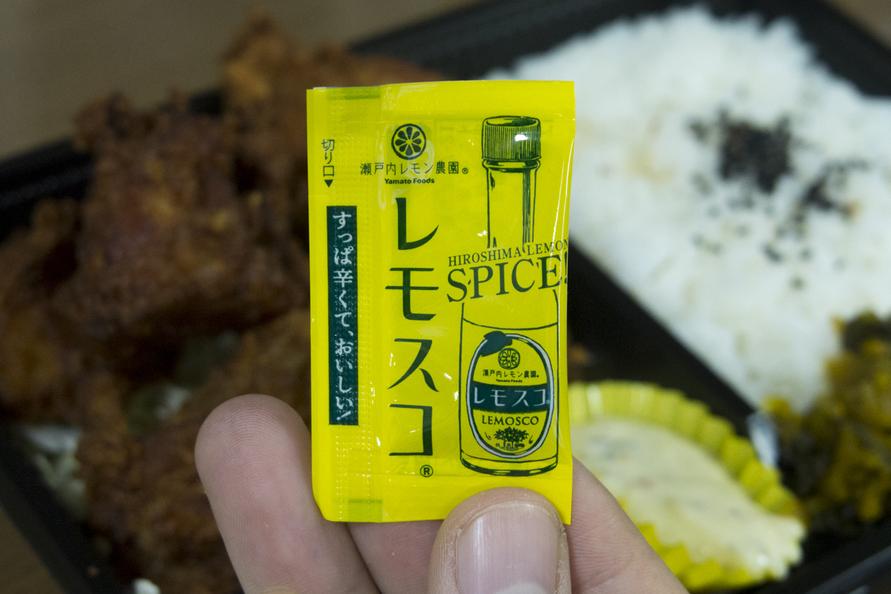 切り口▼
瀬戸内レモン農園®
Yamato Foods
レモスコ®
すっぱ辛くて、おいしい!
HIROSHIMA LEMON
SPICE!
瀬戸内レモン農園®
Yamato Foods
レモスコ
LEMOSCO